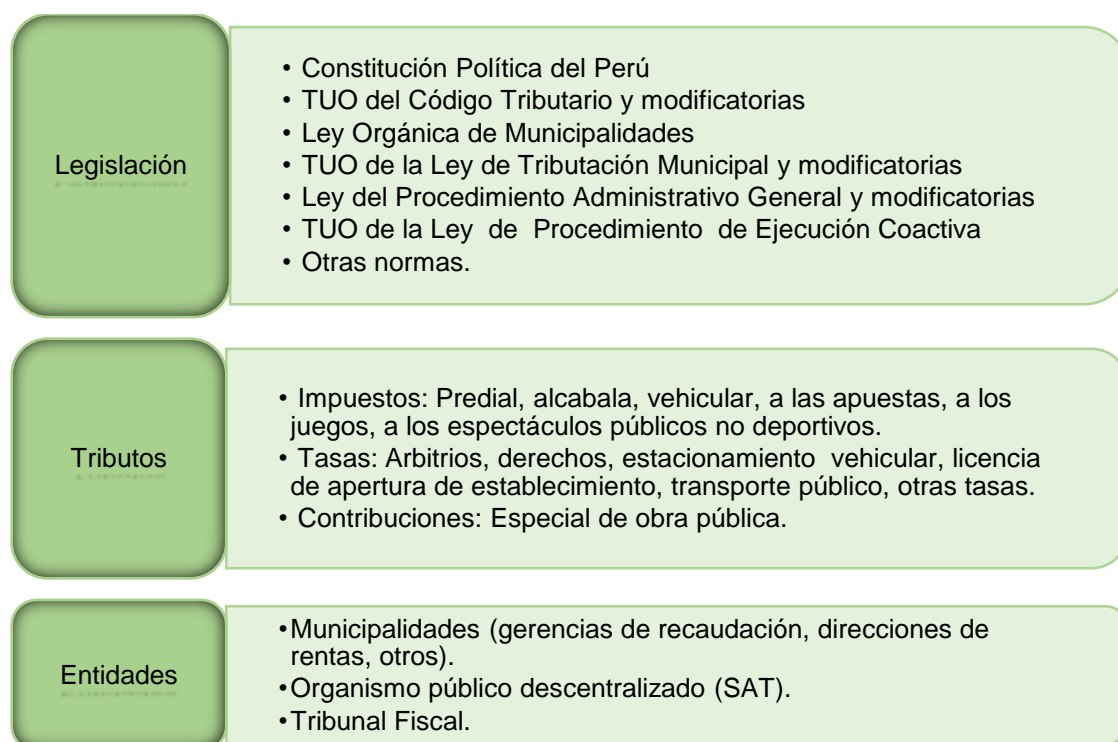 Legislación
• Constitución Política del Perú
• TUO del Código Tributario y modificatorias
• Ley Orgánica de Municipalidades
• TUO de la Ley de Tributación Municipal y modificatorias
• Ley del Procedimiento Administrativo General y modificatorias
• TUO de la Ley de Procedimiento de Ejecución Coactiva
• Otras normas.
Tributos
• Impuestos: Predial, alcabala, vehicular, a las apuestas, a los
juegos, a los espectáculos públicos no deportivos.
• Tasas: Arbitrios, derechos, estacionamiento vehicular, licencia
de apertura de establecimiento, transporte público, otras tasas.
• Contribuciones: Especial de obra pública.
Entidades
•Municipalidades (gerencias de recaudación, direcciones de
rentas, otros).
•Organismo público descentralizado (SAT).
•Tribunal Fiscal.